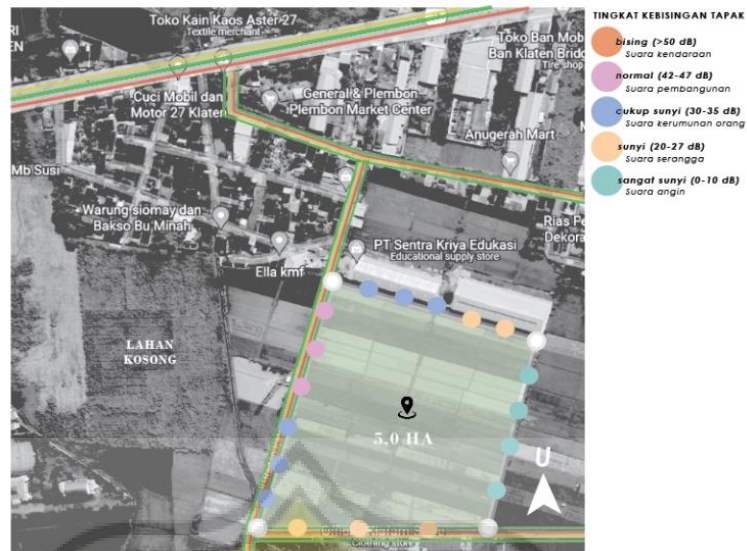 Toko Kain Kaos Aster 27
Textile merchant
Toko Ban Mob
Ban Klaten Bridg
Tire shop
Cuci Mobil dan
Motor 27 Klaten
General & Plembon
Plembon Market Center
Anugerah Mart
Mb Susi
Warung siomay dan
Bakso Bu Minah
Ella kmf
PT Sentra Kriya Edukasi
Educational supply store
Rias Pe
Dekora
LAHAN
KOSONG
5.0 HA
U
Clothing store
TINGKAT KEBISINGAN TAPAK
bising (>50 dB)
Suara kendaraan
normal (42-47 dB)
Suara pembangunan
cukup sunyi (30-35 dB)
Suara kerumunan orang
sunyi (20-27 dB)
Suara serangga
sangat sunyi (0-10 dB)
Suara angin